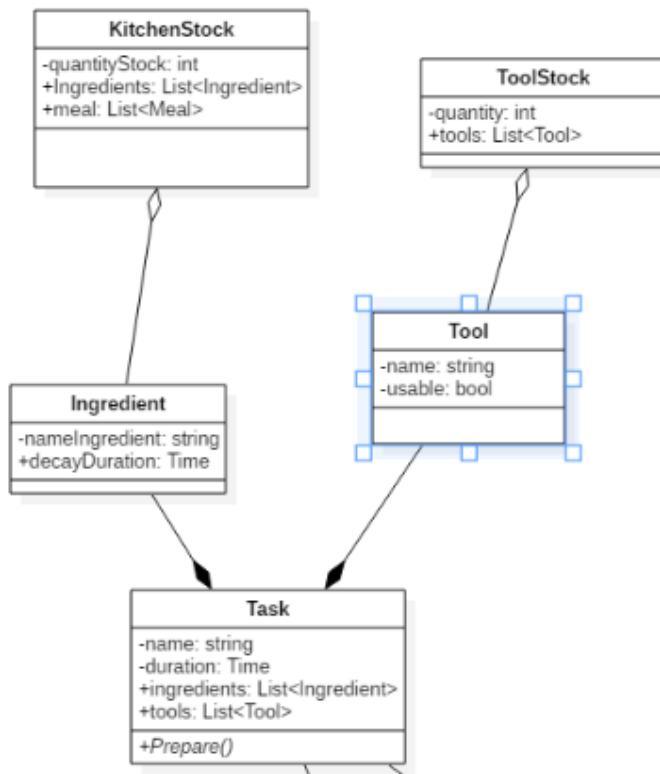 KitchenStock
-quantityStock: int
+Ingredients: List<Ingredient>
+meal: List<Meal>
ToolStock
-quantity: int
+tools: List<Tool>
Tool
-name: string
-usable: bool
Ingredient
-nameIngredient: string
+decayDuration: Time
Task
-name: string
-duration: Time
+ingredients: List<Ingredient>
+tools: List<Tool>
+Prepare()